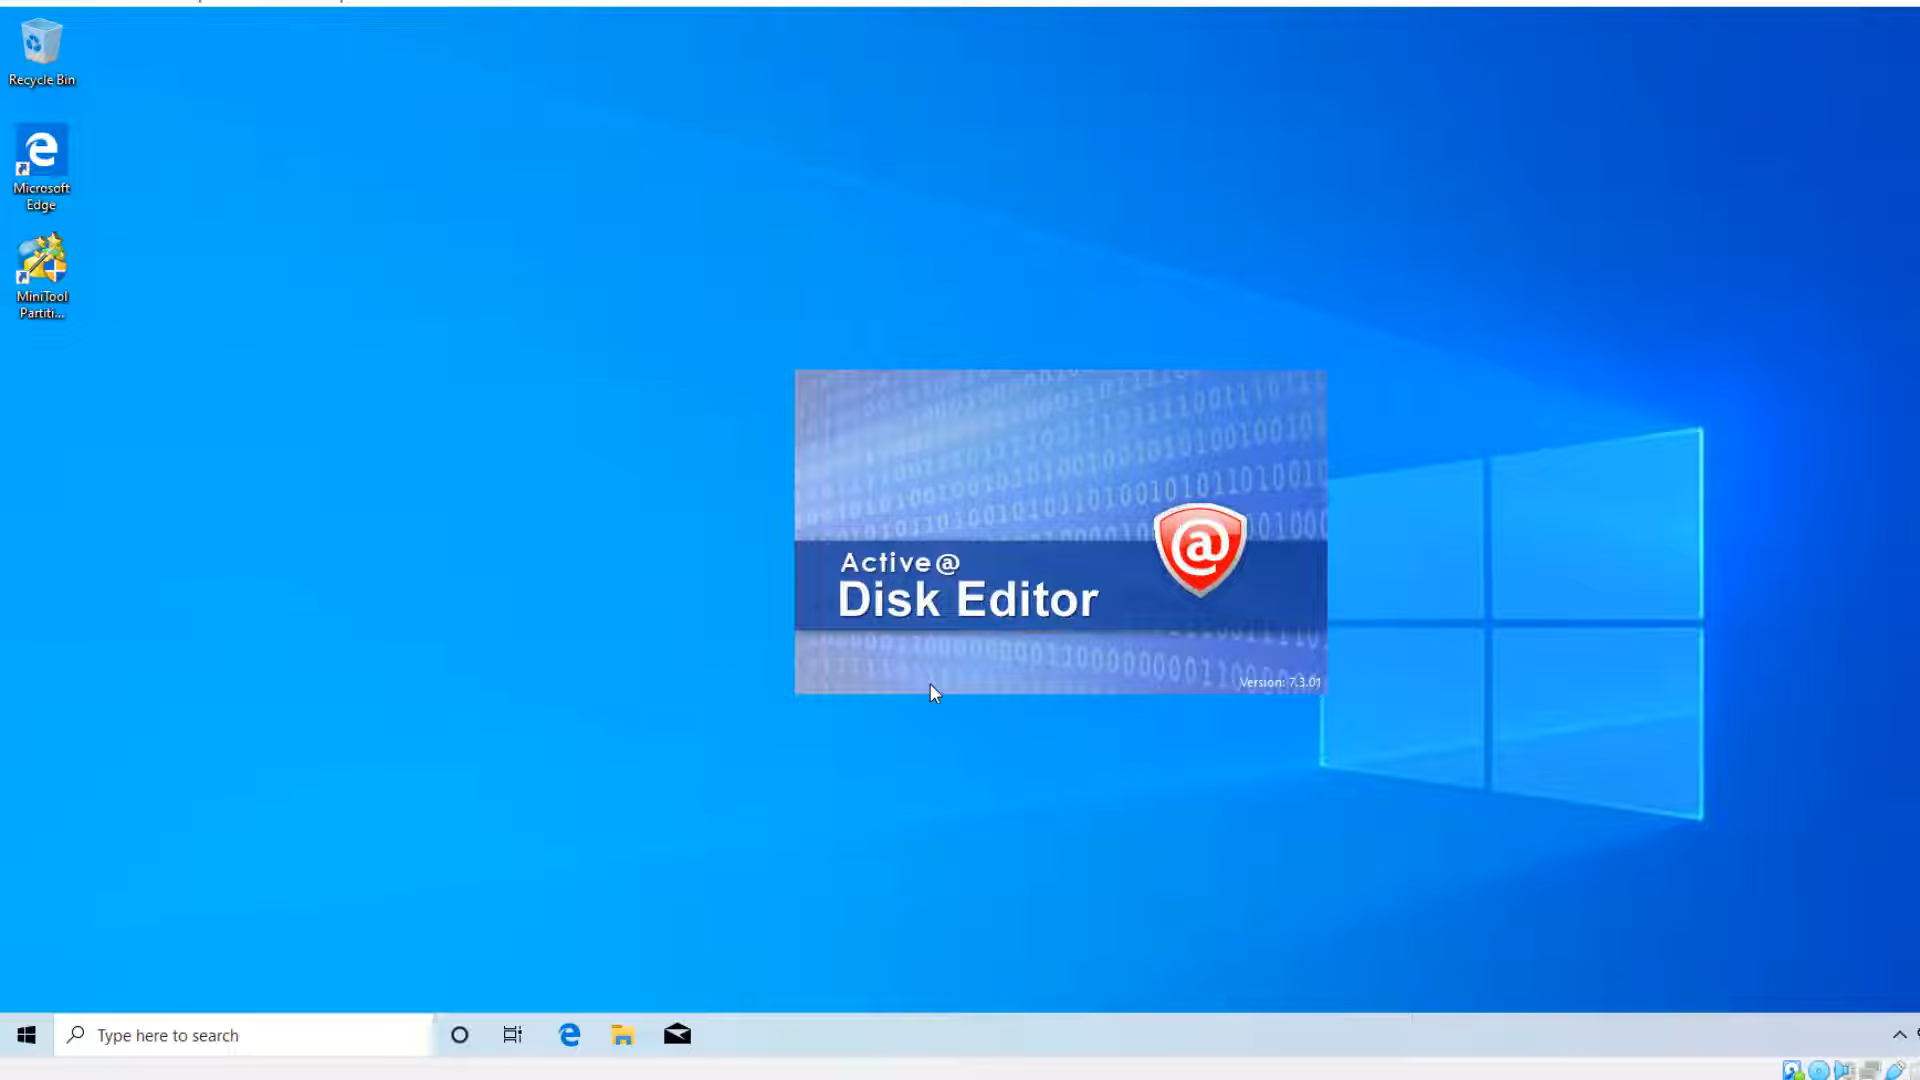 Recycle Bin
Microsoft
Edge
MiniTool
Partiti...
Active@
Disk Editor
@
Version: 7.3.01
Type here to search